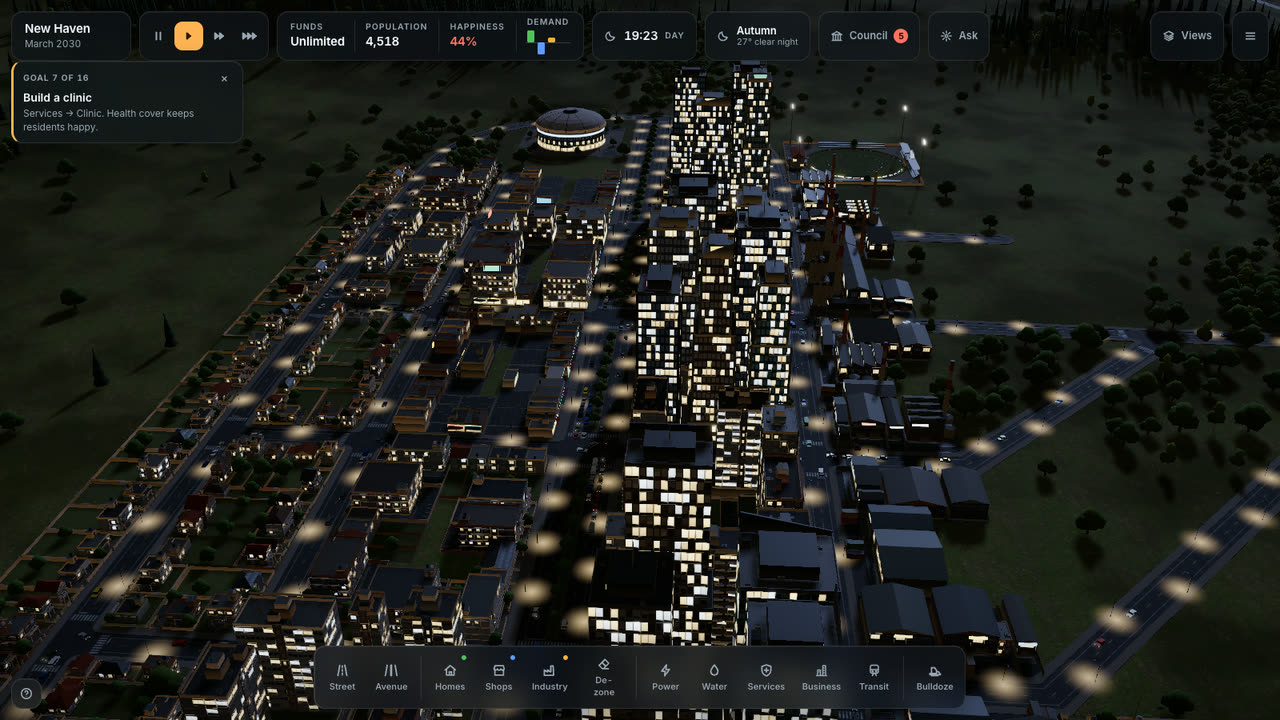 New Haven
March 2030
FUNDS
Unlimited
POPULATION
4,518
HAPPINESS
44%
DEMAND
19:23 DAY
Autumn
27° clear night
Council 5
Ask
Views
GOAL 7 OF 16
Build a clinic
Services → Clinic. Health cover keeps
residents happy.
Street
Avenue
Homes
Shops
Industry
De-
zone
Power
Water
Services
Business
Transit
Bulldoze